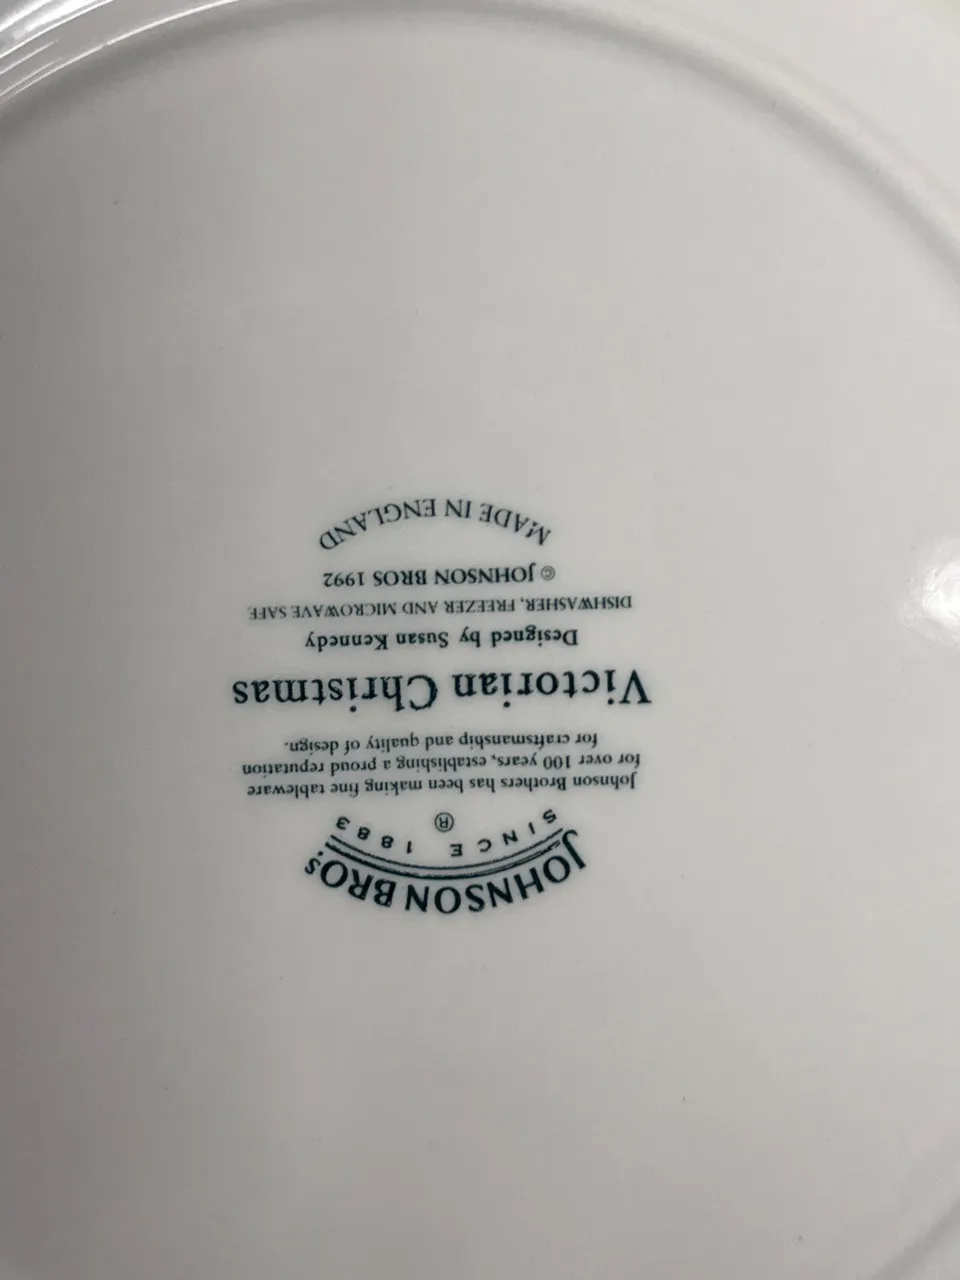 JOHNSON BROS.
SINCE 1883
®
Johnson Brothers has been making fine tableware
for over 100 years, establishing a proud reputation
for craftsmanship and quality of design.
Victorian Christmas
Designed by Susan Kennedy
DISHWASHER, FREEZER AND MICROWAVE SAFE
© JOHNSON BROS 1992
MADE IN ENGLAND